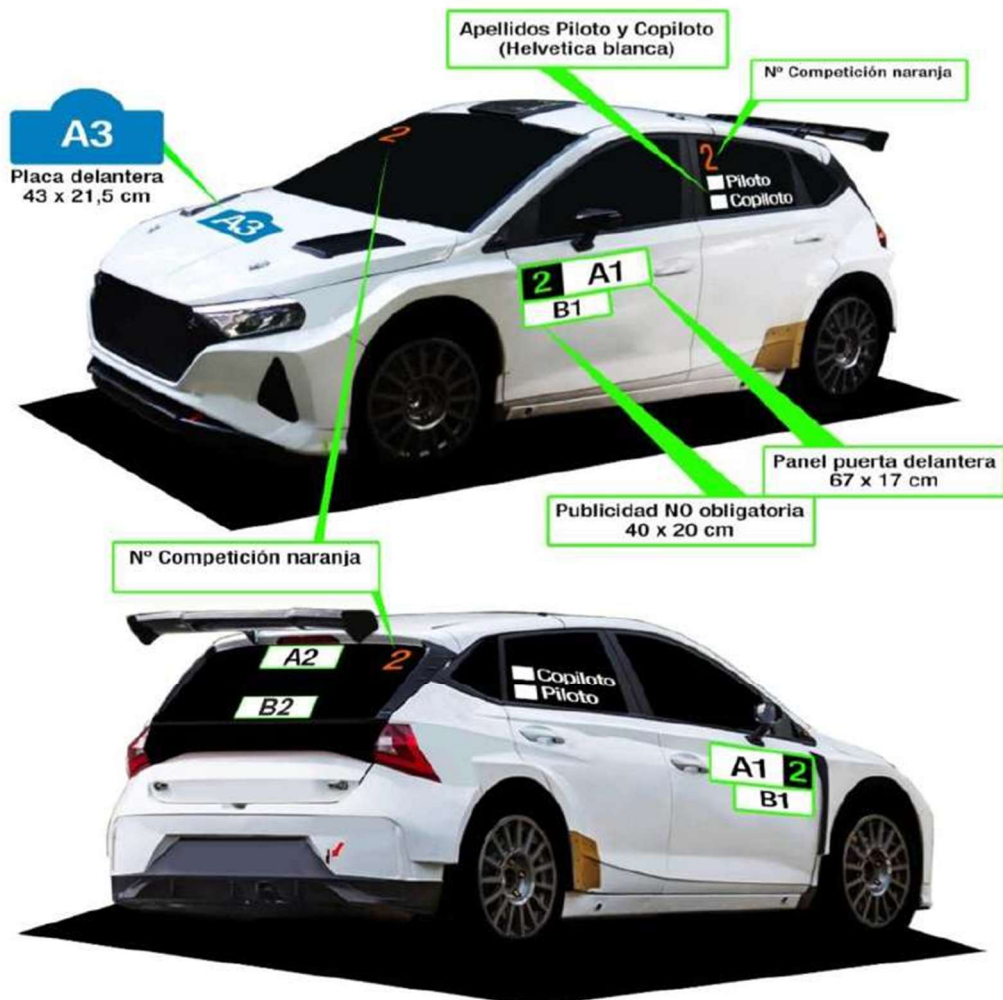 Apellidos Piloto y Copiloto
(Helvetica blanca)
Nº Competición naranja
A3
Placa delantera
43 x 21,5 cm
2
2
Piloto
Copiloto
A3
2 A1
B1
Panel puerta delantera
67 x 17 cm
Publicidad NO obligatoria
40 x 20 cm
Nº Competición naranja
A2
2
Copiloto
Piloto
B2
A1 2
B1